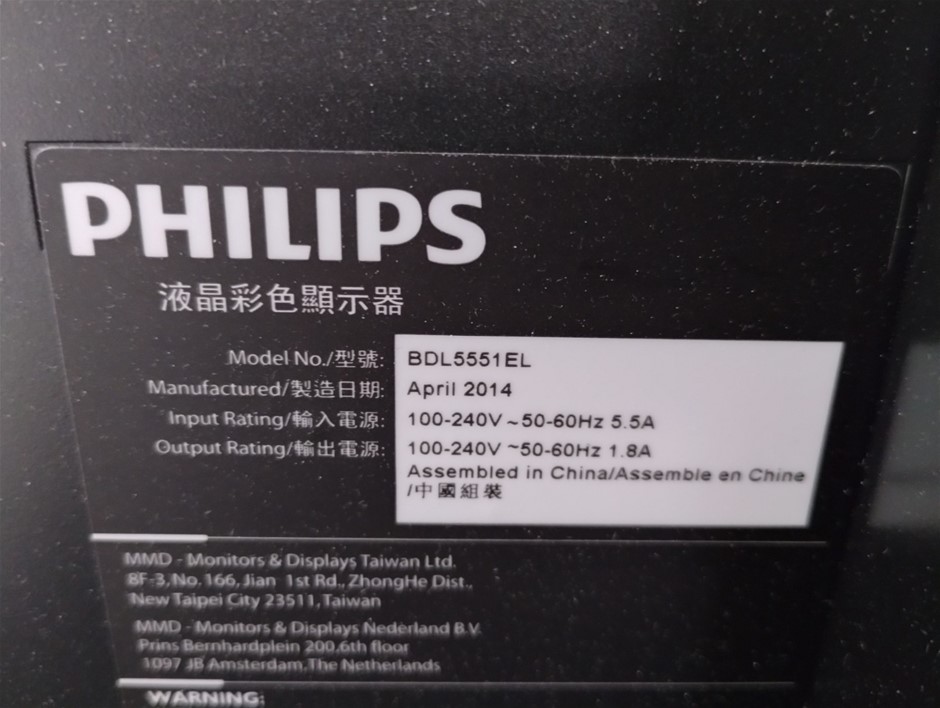 PHILIPS
液晶彩色顯示器
Model No./型號: BDL5551EL
Manufactured/製造日期: April 2014
Input Rating/輸入電源: 100-240V ~ 50-60Hz 5.5A
Output Rating/輸出電源: 100-240V ~50-60Hz 1.8A
Assembled in China/Assemble en Chine
/中國組裝
MMD - Monitors & Displays Taiwan Ltd.
8F-3, No. 166, Jian 1st Rd., ZhongHe Dist.,
New Taipei City 23511, Taiwan
MMD - Monitors & Displays Nederland B.V.
Prins Bernhardplein 200, 6th floor
1097 JB Amsterdam, The Netherlands
WARNING: